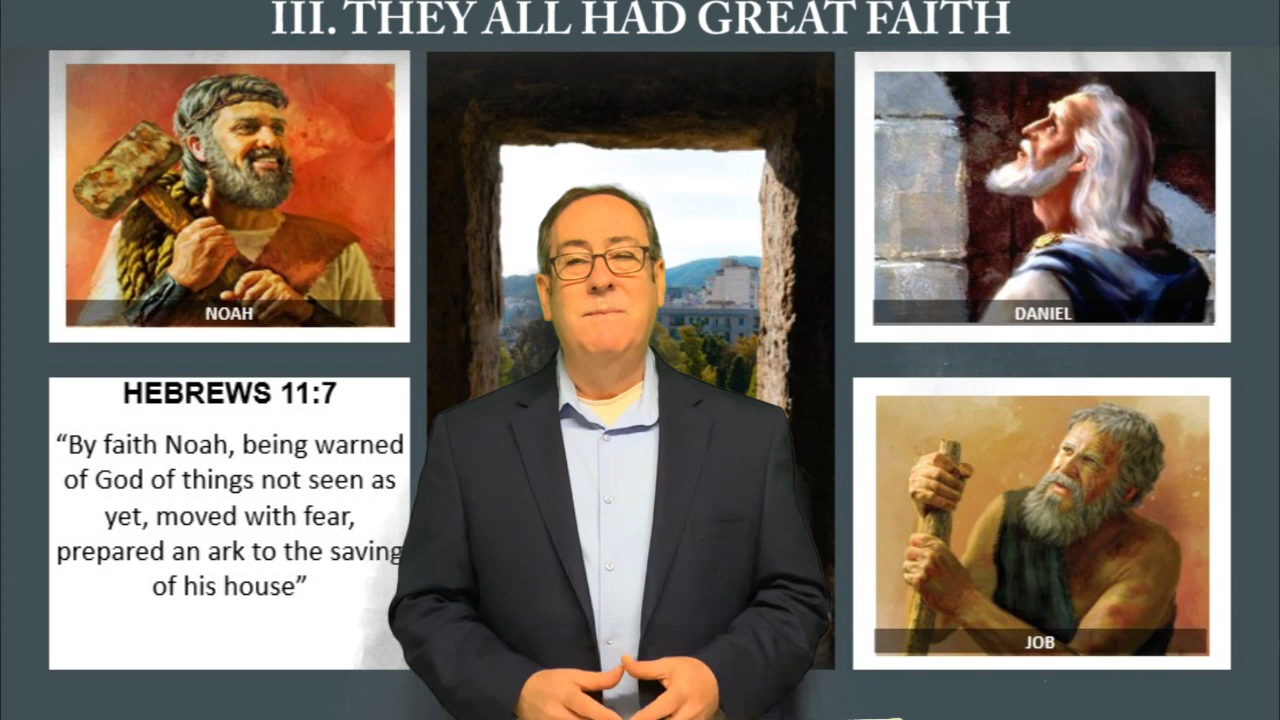 III. THEY ALL HAD GREAT FAITH
NOAH
DANIEL
HEBREWS 11:7
“By faith Noah, being warned
of God of things not seen as
yet, moved with fear,
prepared an ark to the saving
of his house”
JOB